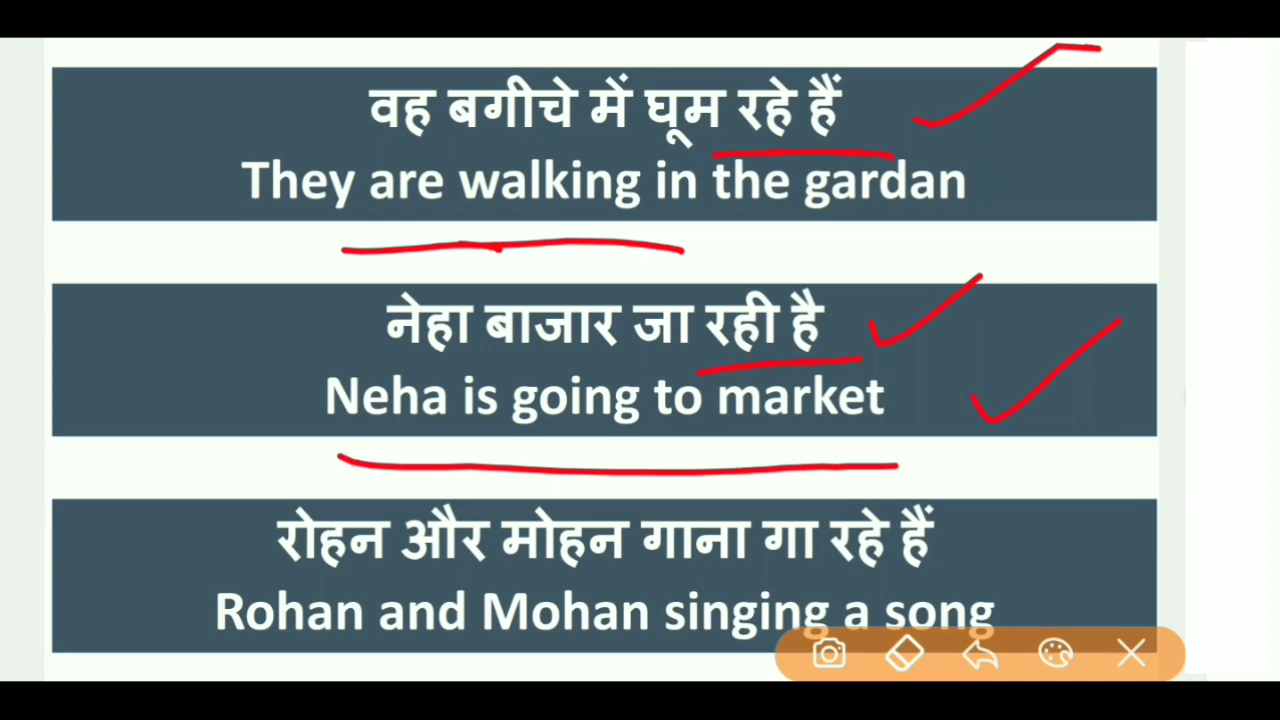 वह बगीचे में घूम रहे हैं
They are walking in the gardan
नेहा बाजार जा रही है
Neha is going to market
रोहन और मोहन गाना गा रहे हैं
Rohan and Mohan singing a song